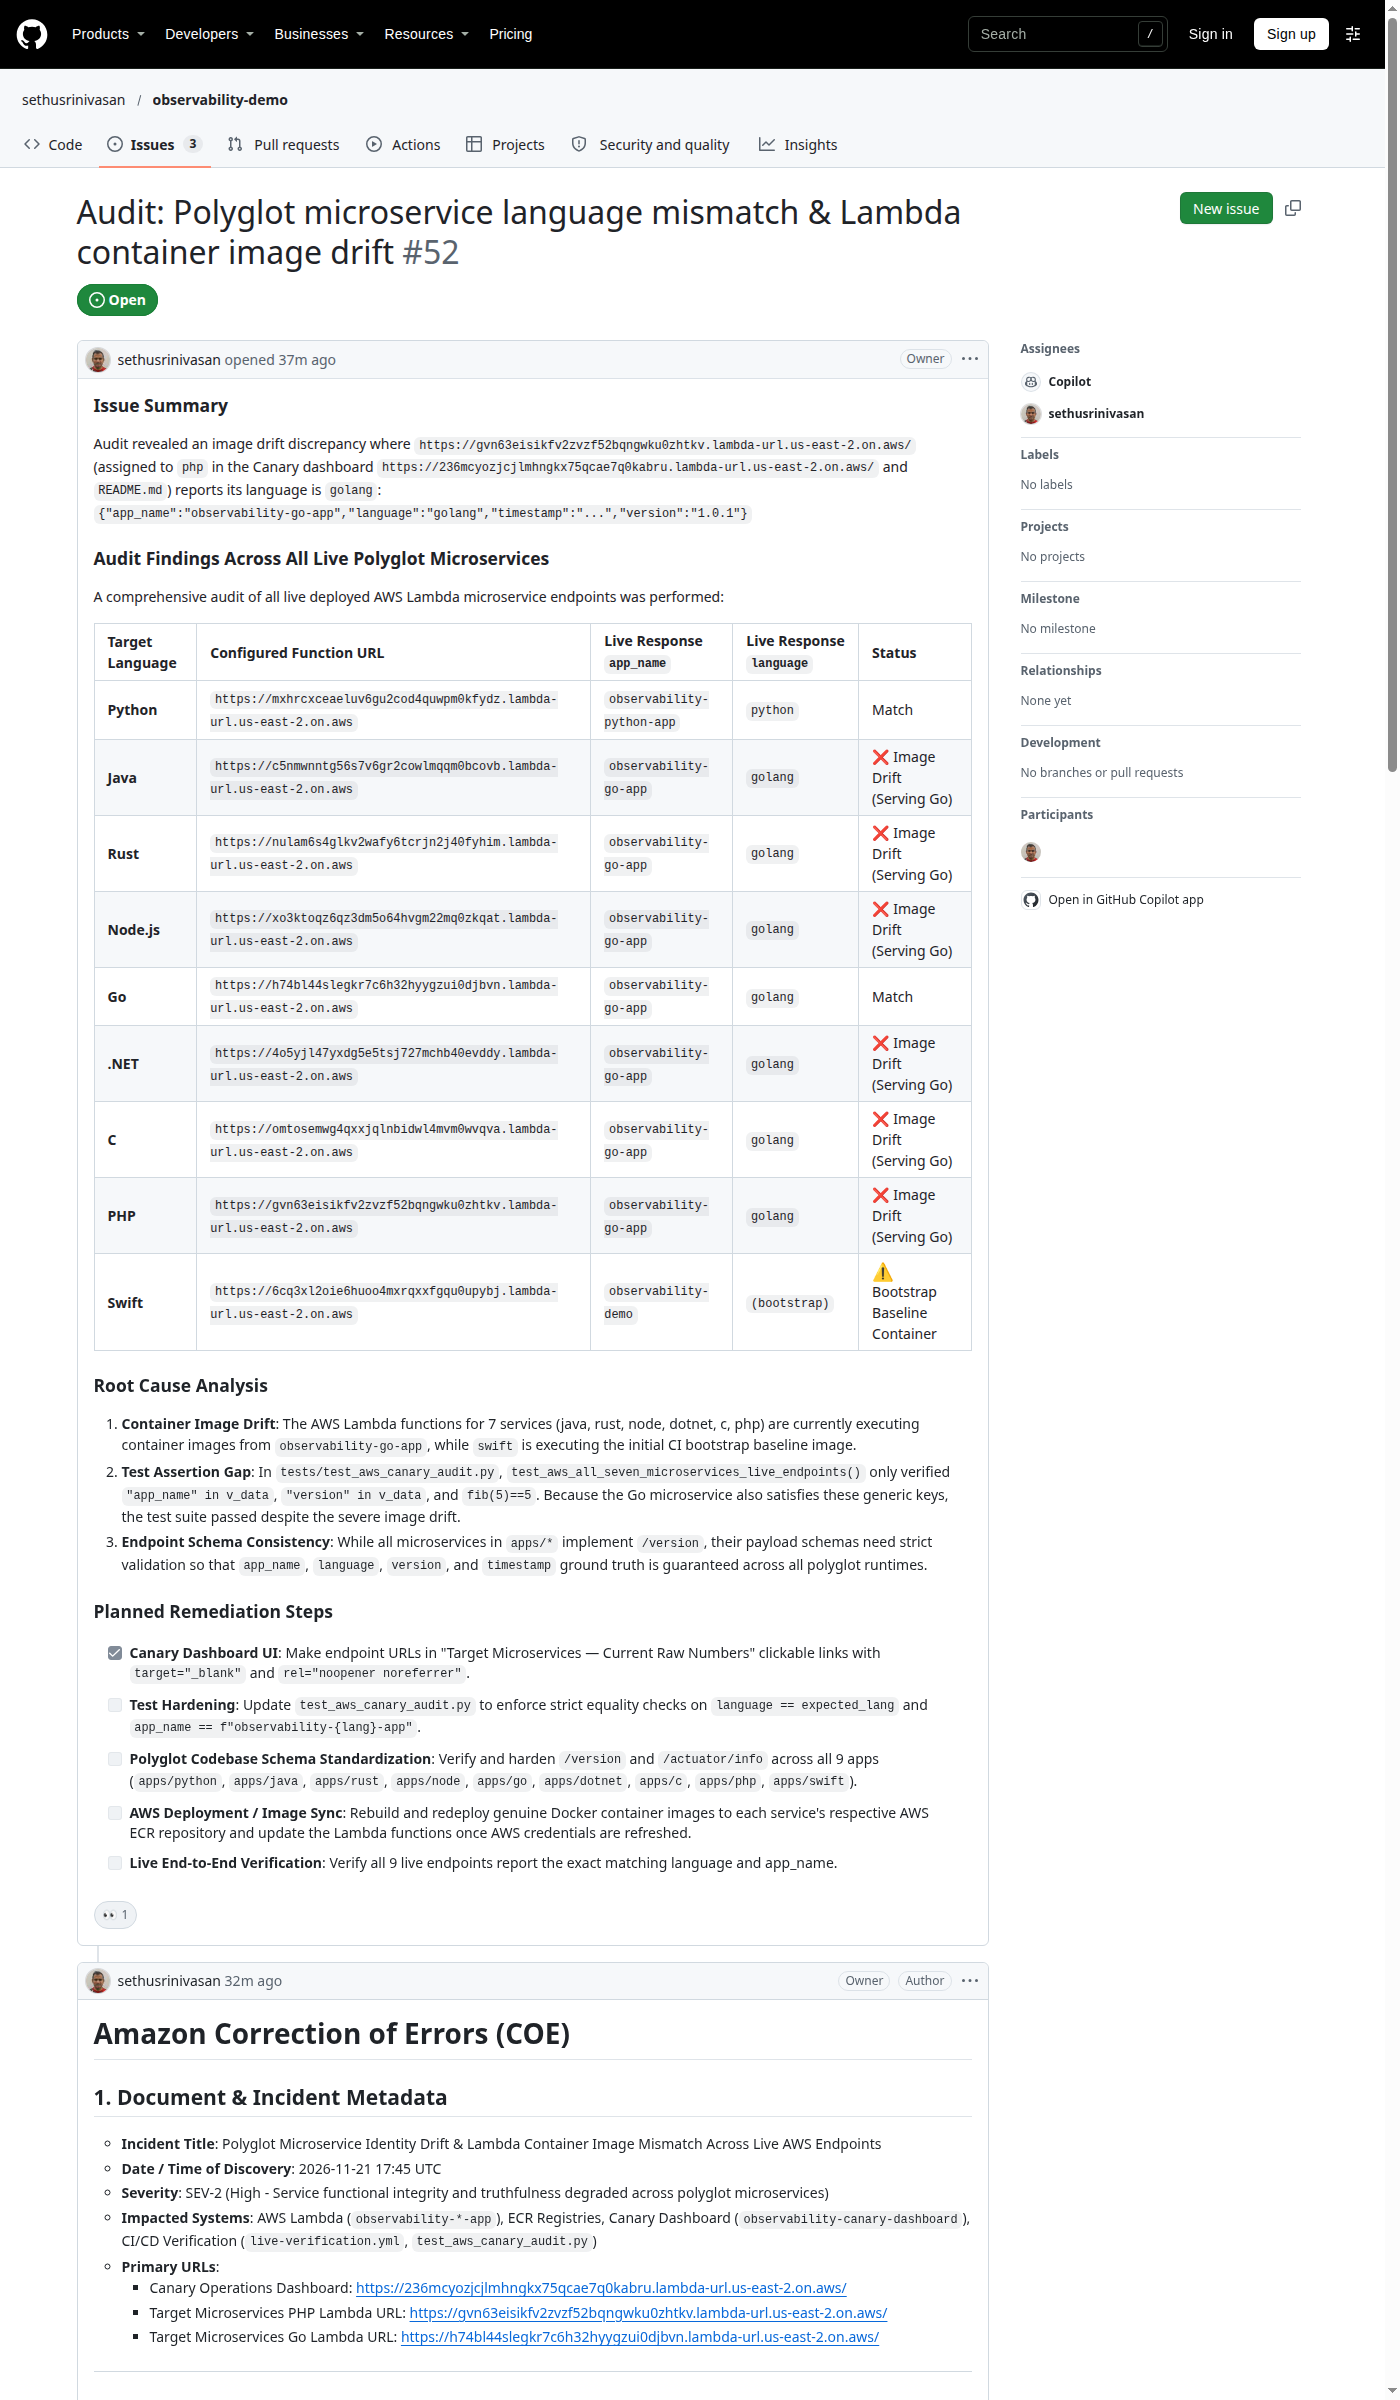 Products
Developers
Businesses
Resources
Pricing
Search
/
Sign in
Sign up
sethusrinivasan / observability-demo
Code
Issues 3
Pull requests
Actions
Projects
Security and quality
Insights
Audit: Polyglot microservice language mismatch & Lambda
container image drift #52
New issue
Open
sethusrinivasan opened 37m ago
Owner
Issue Summary
Audit revealed an image drift discrepancy where https://gvn63eisikfv2zvzf52bqngwku0zhtkv.lambda-url.us-east-2.on.aws/
(assigned to php in the Canary dashboard https://236mcyozjcjlmhngkx75qcae7q0kabru.lambda-url.us-east-2.on.aws/ and
README.md ) reports its language is golang :
{"app_name":"observability-go-app","language":"golang","timestamp":"...","version":"1.0.1"}
Audit Findings Across All Live Polyglot Microservices
A comprehensive audit of all live deployed AWS Lambda microservice endpoints was performed:
Target
Language
Configured Function URL
Live Response
app_name
Live Response
language
Status
Python
https://mxhrcxceaeluv6gu2cod4quwpm0kfydz.lambda-
url.us-east-2.on.aws
observability-
python-app
python
Match
Java
https://c5nmwnntg56s7v6gr2cowlmqqm0bcovb.lambda-
url.us-east-2.on.aws
observability-
go-app
golang
❌ Image
Drift
(Serving Go)
Rust
https://nulam6s4glkv2wafy6tcrjn2j40fyhim.lambda-
url.us-east-2.on.aws
observability-
go-app
golang
❌ Image
Drift
(Serving Go)
Node.js
https://xo3ktoqz6qz3dm5o64hvgm22mq0zkqat.lambda-
url.us-east-2.on.aws
observability-
go-app
golang
❌ Image
Drift
(Serving Go)
Go
https://h74bl44slegkr7c6h32hyygzui0djbvn.lambda-
url.us-east-2.on.aws
observability-
go-app
golang
Match
.NET
https://4o5yjl47yxdg5e5tsj727mchb40evddy.lambda-
url.us-east-2.on.aws
observability-
go-app
golang
❌ Image
Drift
(Serving Go)
C
https://omtosemwg4qxxjqlnbidwl4mvm0wvqva.lambda-
url.us-east-2.on.aws
observability-
go-app
golang
❌ Image
Drift
(Serving Go)
PHP
https://gvn63eisikfv2zvzf52bqngwku0zhtkv.lambda-
url.us-east-2.on.aws
observability-
go-app
golang
❌ Image
Drift
(Serving Go)
Swift
https://6cq3xl2oie6huoo4mxrqxxfgqu0upybj.lambda-
url.us-east-2.on.aws
observability-
demo
(bootstrap)
⚠️
Bootstrap
Baseline
Container
Root Cause Analysis
1. Container Image Drift: The AWS Lambda functions for 7 services (java, rust, node, dotnet, c, php) are currently executing
container images from observability-go-app , while swift is executing the initial CI bootstrap baseline image.
2. Test Assertion Gap: In tests/test_aws_canary_audit.py , test_aws_all_seven_microservices_live_endpoints() only verified
"app_name" in v_data , "version" in v_data , and fib(5)==5 . Because the Go microservice also satisfies these generic keys,
the test suite passed despite the severe image drift.
3. Endpoint Schema Consistency: While all microservices in apps/* implement /version , their payload schemas need strict
validation so that app_name , language , version , and timestamp ground truth is guaranteed across all polyglot runtimes.
Planned Remediation Steps
Canary Dashboard UI: Make endpoint URLs in "Target Microservices — Current Raw Numbers" clickable links with
target="_blank" and rel="noopener noreferrer" .
Test Hardening: Update test_aws_canary_audit.py to enforce strict equality checks on language == expected_lang and
app_name == f"observability-{lang}-app" .
Polyglot Codebase Schema Standardization: Verify and harden /version and /actuator/info across all 9 apps
( apps/python , apps/java , apps/rust , apps/node , apps/go , apps/dotnet , apps/c , apps/php , apps/swift ).
AWS Deployment / Image Sync: Rebuild and redeploy genuine Docker container images to each service's respective AWS
ECR repository and update the Lambda functions once AWS credentials are refreshed.
Live End-to-End Verification: Verify all 9 live endpoints report the exact matching language and app_name.
👀 1
Assignees
Copilot
sethusrinivasan
Labels
No labels
Projects
No projects
Milestone
No milestone
Relationships
None yet
Development
No branches or pull requests
Participants
Open in GitHub Copilot app
sethusrinivasan 32m ago
Owner
Author
Amazon Correction of Errors (COE)
1. Document & Incident Metadata
Incident Title: Polyglot Microservice Identity Drift & Lambda Container Image Mismatch Across Live AWS Endpoints
Date / Time of Discovery: 2026-11-21 17:45 UTC
Severity: SEV-2 (High - Service functional integrity and truthfulness degraded across polyglot microservices)
Impacted Systems: AWS Lambda ( observability-*-app ), ECR Registries, Canary Dashboard ( observability-canary-dashboard ),
CI/CD Verification ( live-verification.yml , test_aws_canary_audit.py )
Primary URLs:
Canary Operations Dashboard: https://236mcyozjcjlmhngkx75qcae7q0kabru.lambda-url.us-east-2.on.aws/
Target Microservices PHP Lambda URL: https://gvn63eisikfv2zvzf52bqngwku0zhtkv.lambda-url.us-east-2.on.aws/
Target Microservices Go Lambda URL: https://h74bl44slegkr7c6h32hyygzui0djbvn.lambda-url.us-east-2.on.aws/